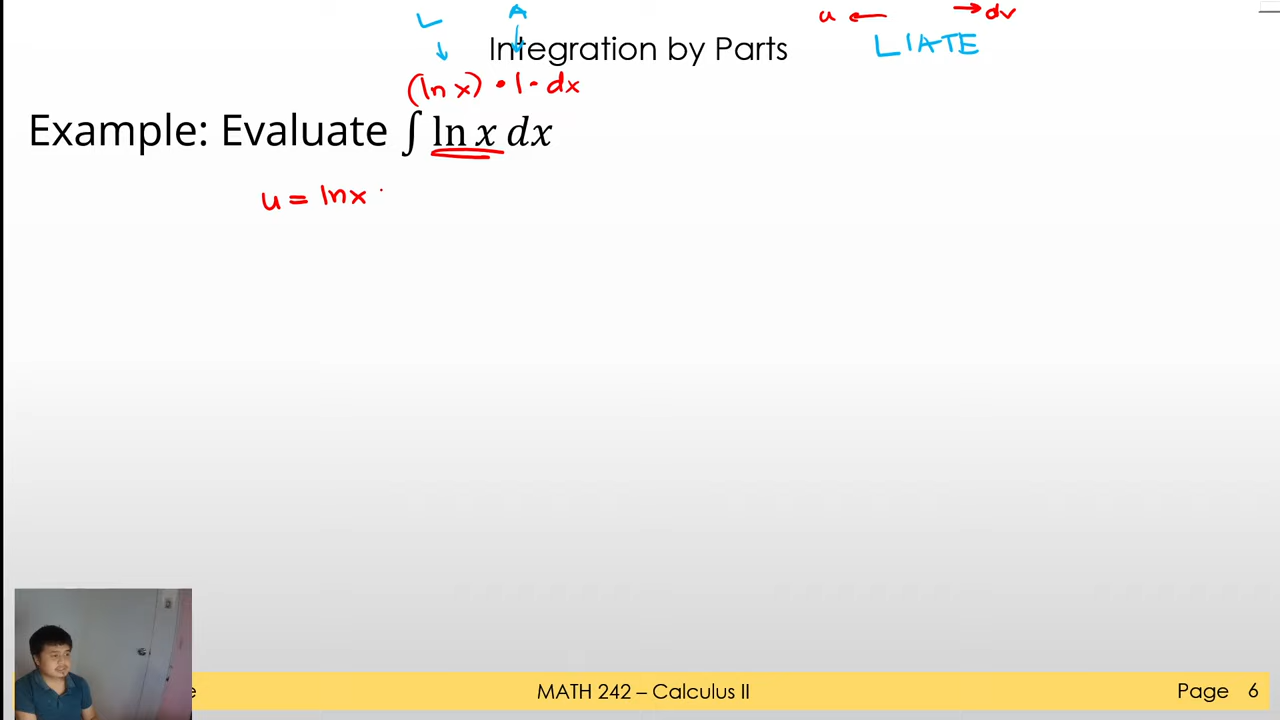 L A
u ← → dv
LIATE
Integration by Parts
(ln x) • 1 • dx
Example: Evaluate ∫ ln x dx
u = ln x
e MATH 242 – Calculus II Page 6